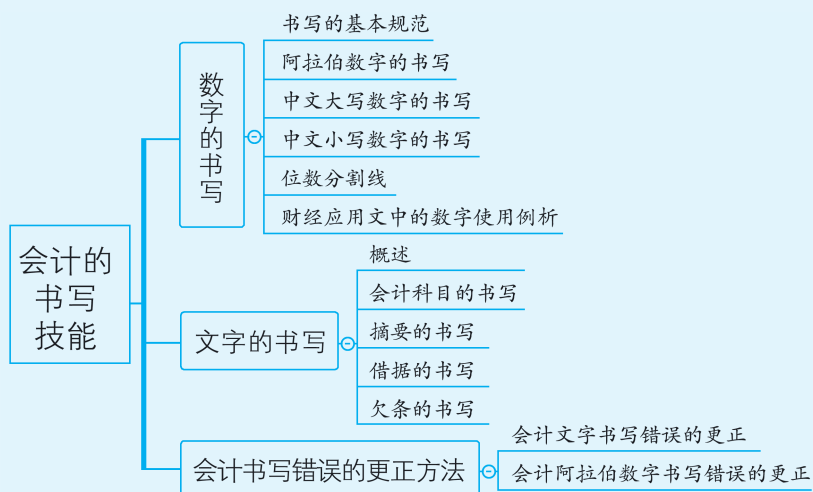 会计的
书写
技能
数字的书写
书写的基本规范
阿拉伯数字的书写
中文大写数字的书写
中文小写数字的书写
位数分割线
财经应用文中的数字使用例析
文字的书写
概述
会计科目的书写
摘要的书写
借据的书写
欠条的书写
会计书写错误的更正方法
会计文字书写错误的更正
会计阿拉伯数字书写错误的更正